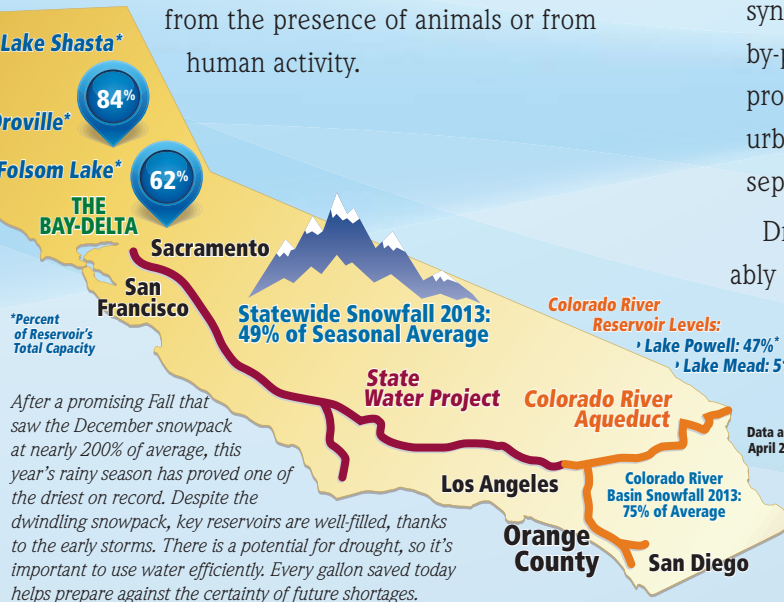 from the presence of animals or from
human activity.
Lake Shasta*
84%
Oroville*
Folsom Lake*
62%
THE
BAY-DELTA
Sacramento
San
Francisco
*Percent
of Reservoir's
Total Capacity
Statewide Snowfall 2013:
49% of Seasonal Average
State
Water Project
Colorado River
Reservoir Levels:
• Lake Powell: 47%*
• Lake Mead:
Colorado River
Aqueduct
Los Angeles
Colorado River
Basin Snowfall 2013:
75% of Average
Orange
County
San Diego
After a promising Fall that
saw the December snowpack
at nearly 200% of average, this
year's rainy season has proved one of
the driest on record. Despite the
dwindling snowpack, key reservoirs are well-filled, thanks
to the early storms. There is a potential for drought, so it's
important to use water efficiently. Every gallon saved today
helps prepare against the certainty of future shortages.
Data
April